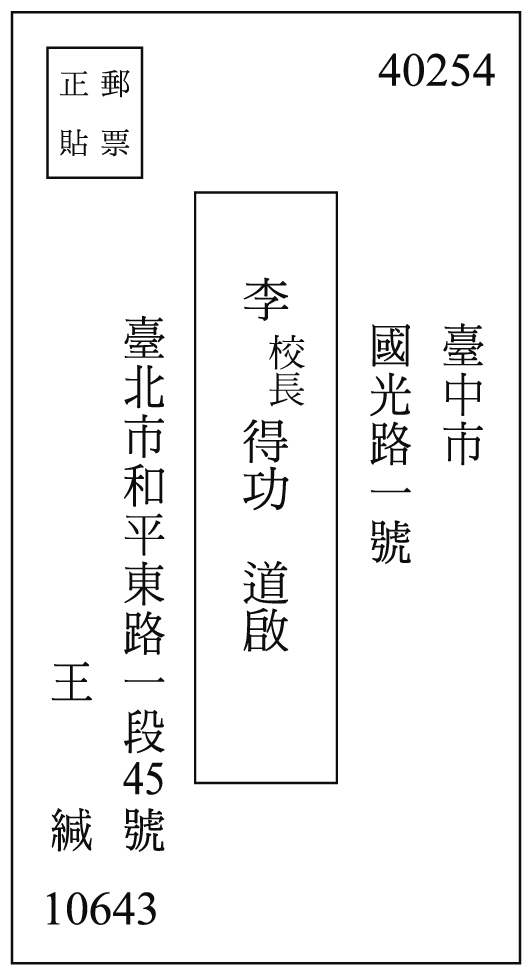 40254
臺中市
國光路一號
李校長得功 道啟
郵票
正貼
臺北市和平東路一段45號
王 緘
10643